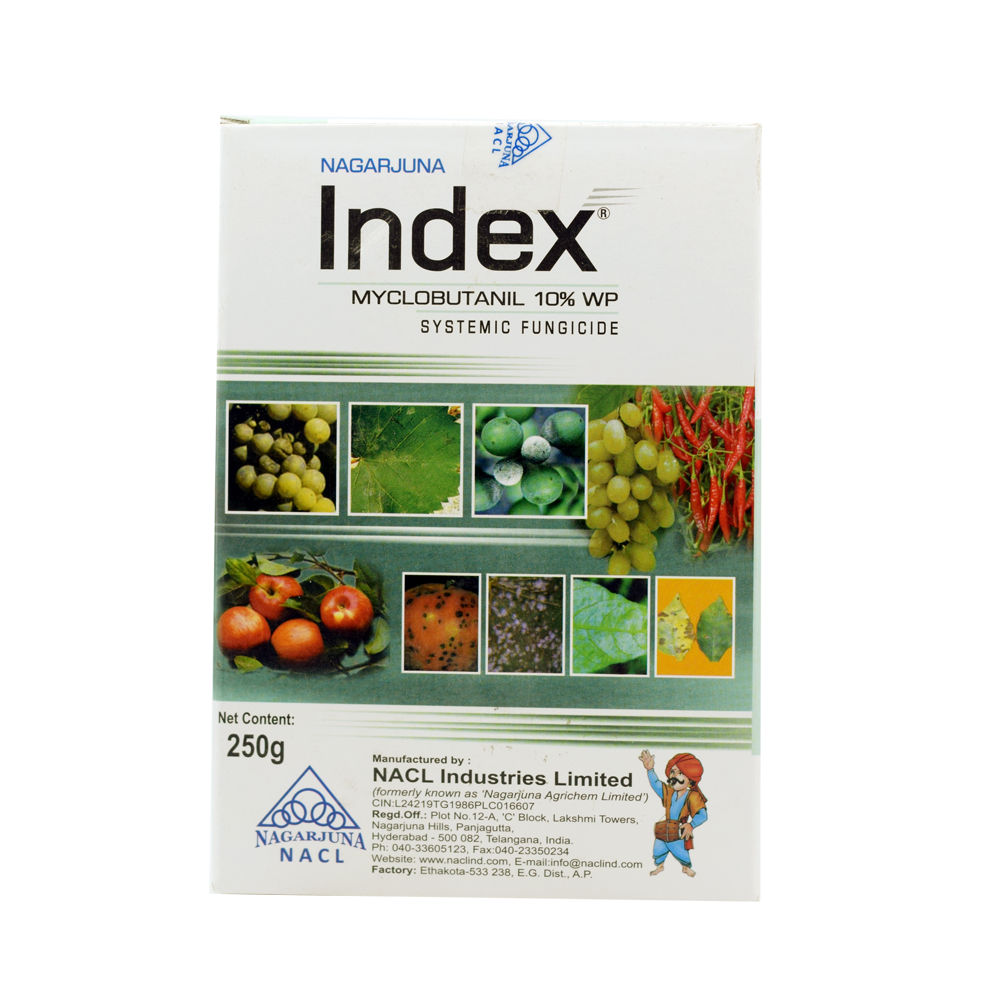 NAGARJUNA
NACL
NAGARJUNA
Index®
MYCLOBUTANIL 10% WP
SYSTEMIC FUNGICIDE
Net Content:
250g
NAGARJUNA
NACL
Manufactured by :
NACL Industries Limited
(formerly known as 'Nagarjuna Agrichem Limited')
CIN:L24219TG1986PLC016607
Regd.Off.: Plot No.12-A, 'C' Block, Lakshmi Towers,
Nagarjuna Hills, Panjagutta,
Hyderabad - 500 082, Telangana, India.
Ph: 040-33605123, Fax:040-23350234
Website: www.naclind.com, E-mail:info@naclind.com
Factory: Ethakota-533 238, E.G. Dist., A.P.